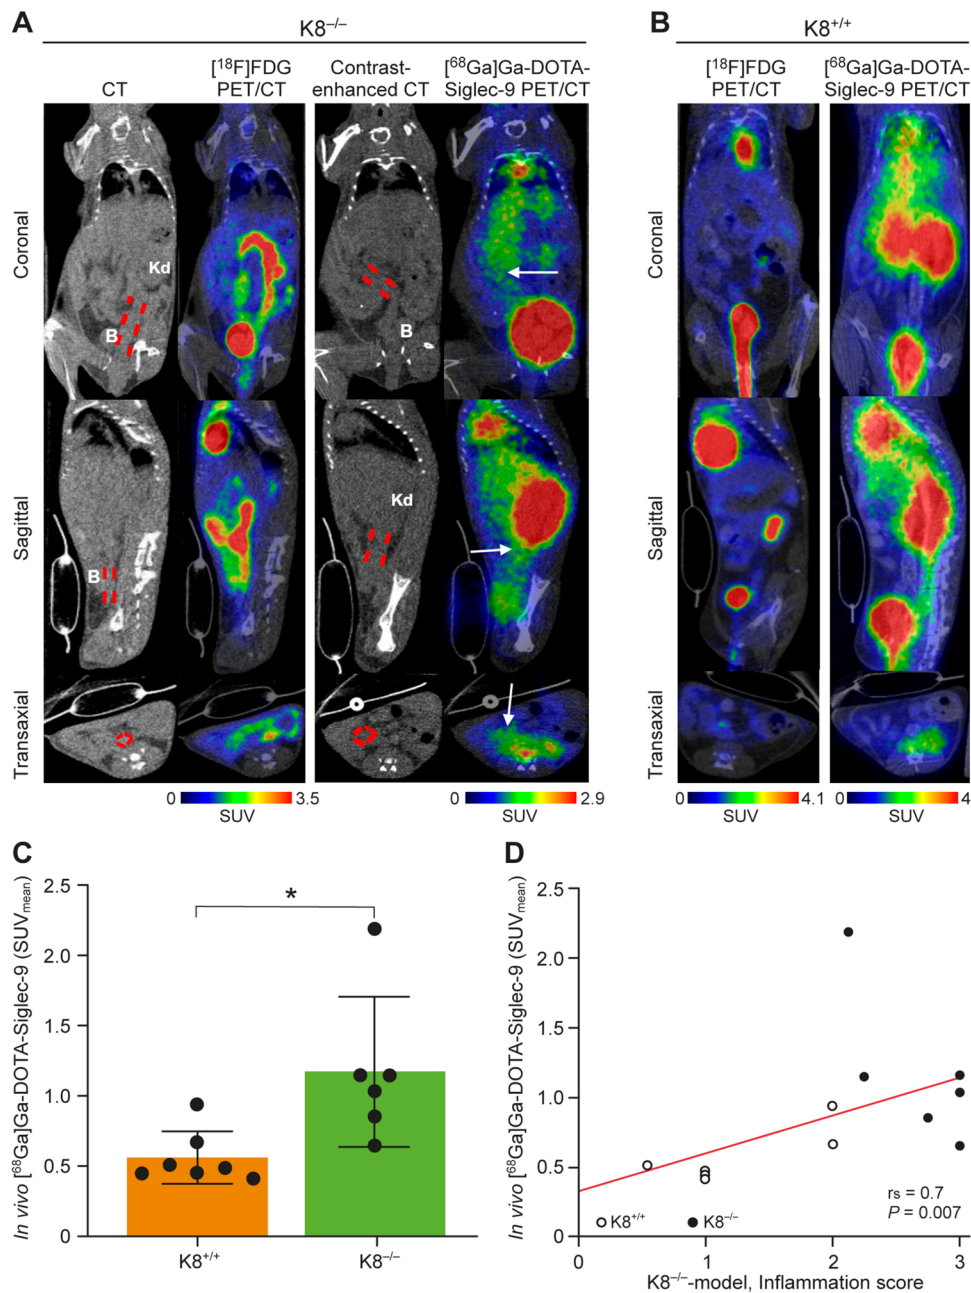 A
K8–/–
B
K8+/+
CT
[18F]FDG
PET/CT
Contrast-
enhanced CT
[68Ga]Ga-DOTA-
Siglec-9 PET/CT
[18F]FDG
PET/CT
[68Ga]Ga-DOTA-
Siglec-9 PET/CT
Coronal
Kd
B
B
Sagittal
B
Kd
Transaxial
0 3.5
SUV
0 2.9
SUV
Coronal
Sagittal
Transaxial
0 4.1
SUV
0 4
SUV
C
In vivo [68Ga]Ga-DOTA-Siglec-9 (SUVmean)
2.5
2.0
1.5
1.0
0.5
0
*
K8+/+
K8–/–
D
In vivo [68Ga]Ga-DOTA-Siglec-9 (SUVmean)
2.5
2.0
1.5
1.0
0.5
0
K8+/+
K8–/–
rs = 0.7
P = 0.007
0 1 2 3
K8–/–-model, Inflammation score